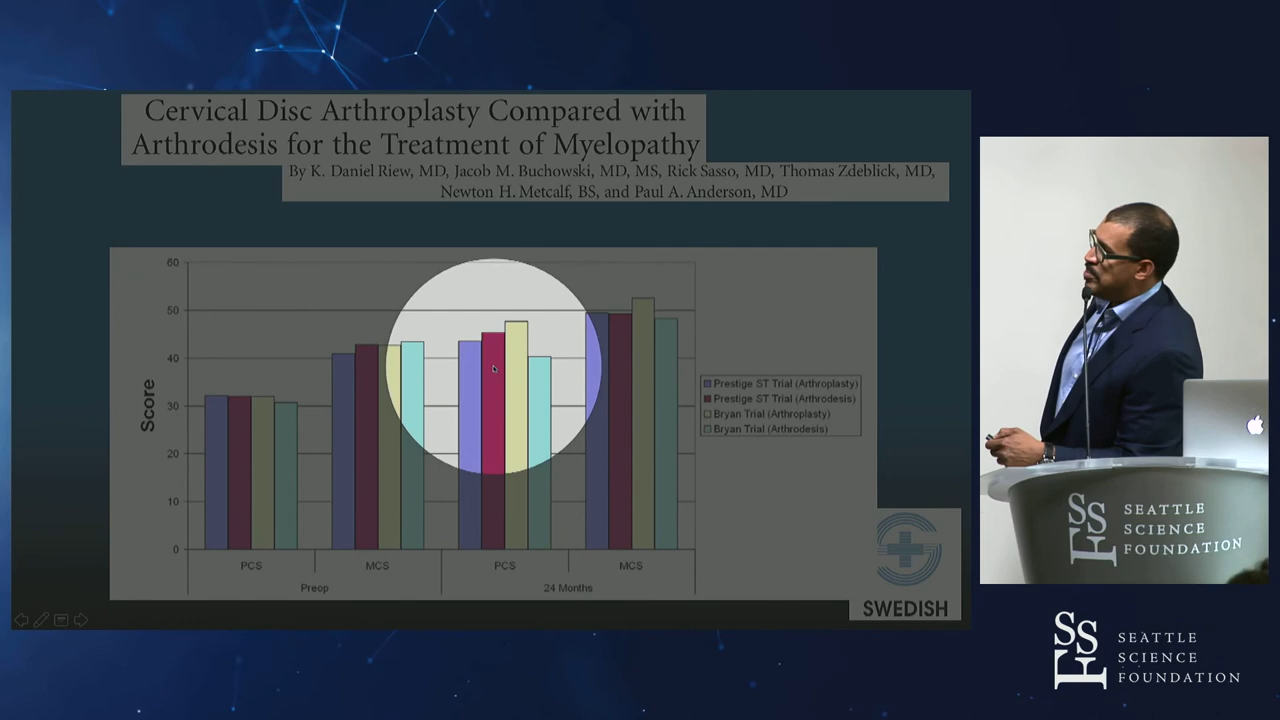 Cervical Disc Arthroplasty Compared with
Arthrodesis for the Treatment of Myelopathy
By K. Daniel Riew, MD, Jacob M. Buchowski, MD, MS, Rick Sasso, MD, Thomas Zdeblick, MD,
Newton H. Metcalf, BS, and Paul A. Anderson, MD
60
50
40
30
20
10
0
Score
PCS
MCS
PCS
MCS
Preop
24 Months
Prestige ST Trial (Arthroplasty)
Prestige ST Trial (Arthrodesis)
Bryan Trial (Arthroplasty)
Bryan Trial (Arthrodesis)
SWEDISH
SSF
SEATTLE
SCIENCE
FOUNDATION
SSF
SEATTLE
SCIENCE
FOUNDATION